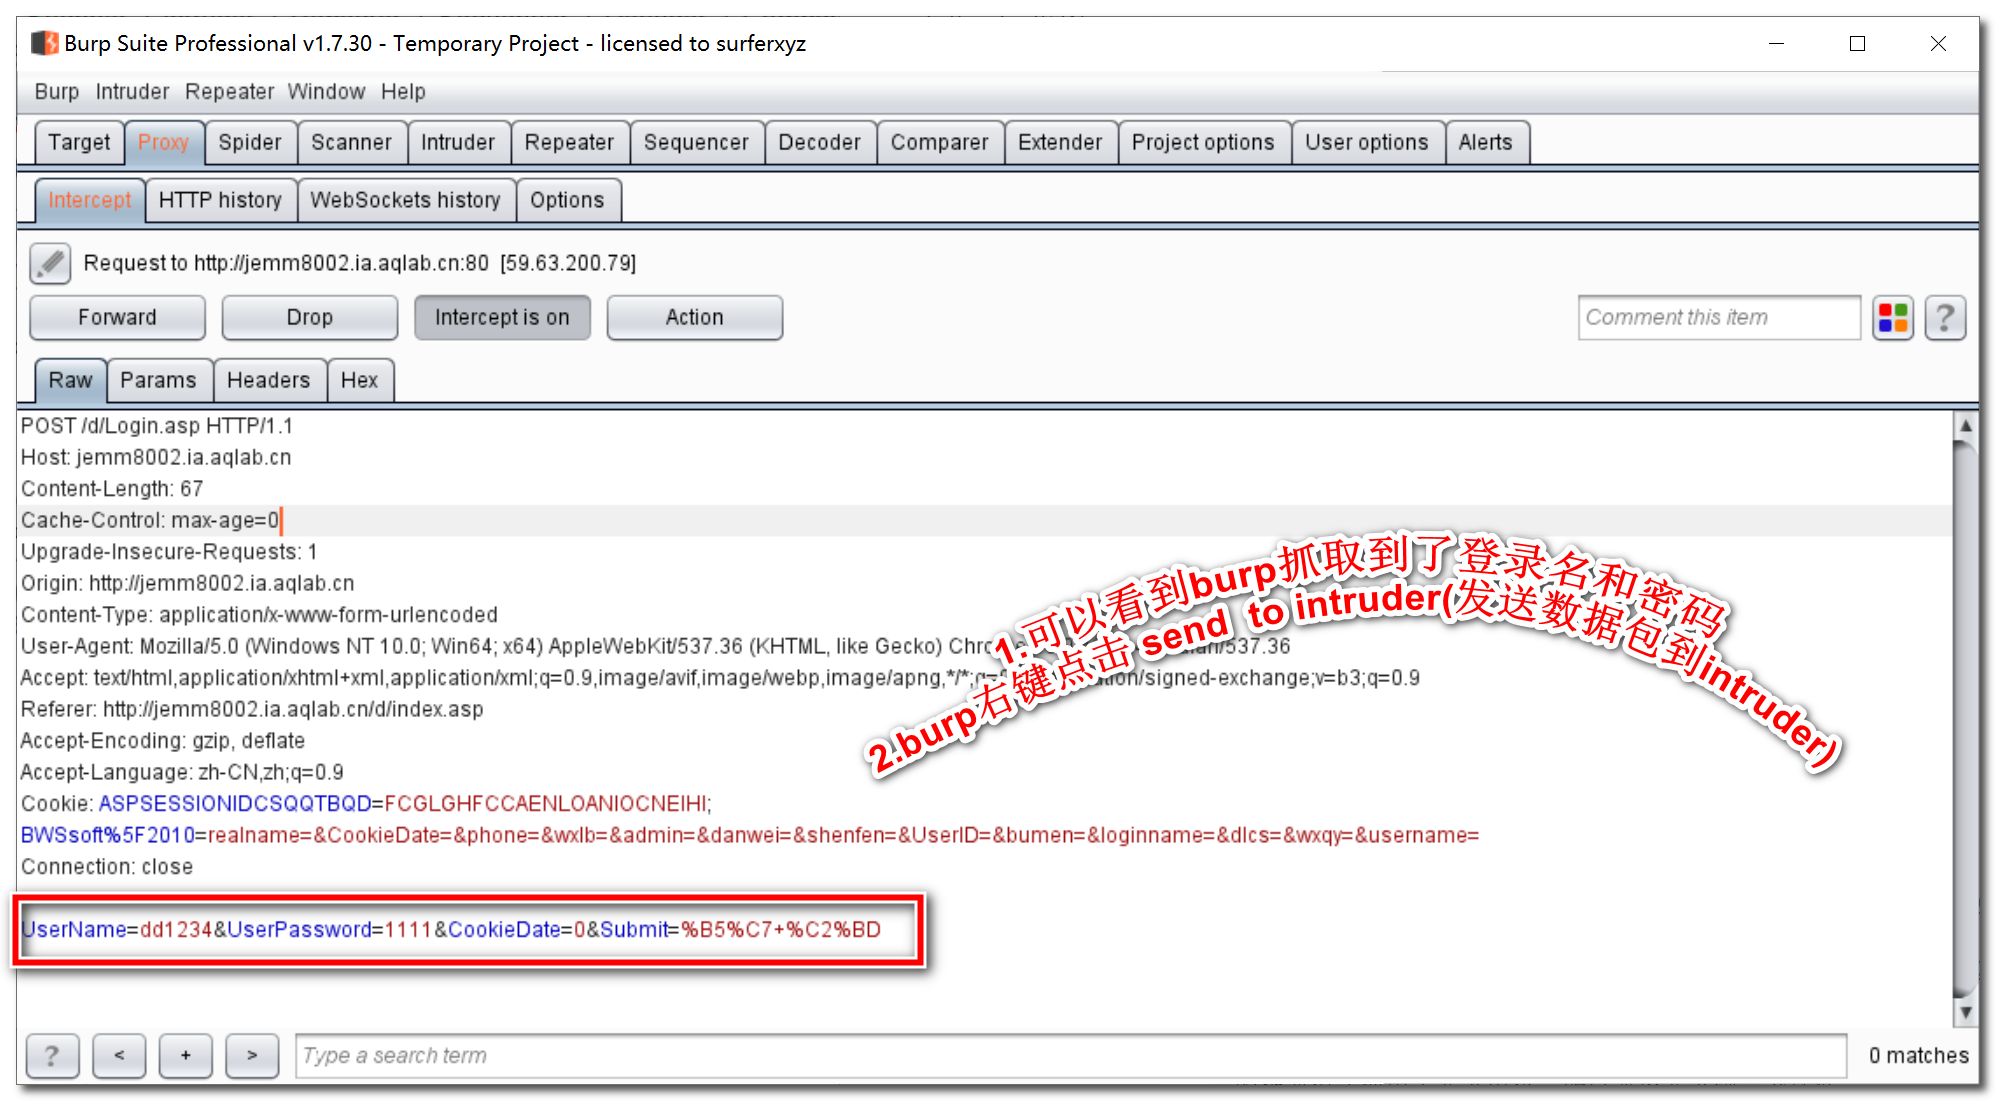 Burp Suite Professional v1.7.30 - Temporary Project - licensed to surferxyz
Burp Intruder Repeater Window Help
Target Proxy Spider Scanner Intruder Repeater Sequencer Decoder Comparer Extender Project options User options Alerts
Intercept HTTP history WebSockets history Options
Request to http://jemm8002.ia.aqlab.cn:80 [59.63.200.79]
Forward Drop Intercept is on Action Comment this item ?
Raw Params Headers Hex
POST /d/Login.asp HTTP/1.1
Host: jemm8002.ia.aqlab.cn
Content-Length: 67
Cache-Control: max-age=0
Upgrade-Insecure-Requests: 1
Origin: http://jemm8002.ia.aqlab.cn
Content-Type: application/x-www-form-urlencoded
User-Agent: Mozilla/5.0 (Windows NT 10.0; Win64; x64) AppleWebKit/537.36 (KHTML, like Gecko) /537.36
Accept: text/html,application/xhtml+xml,application/xml;q=0.9,image/avif,image/webp,image/apng,*/*; /signed-exchange;v=b3;q=0.9
Referer: http://jemm8002.ia.aqlab.cn/d/index.asp
Accept-Encoding: gzip, deflate
Accept-Language: zh-CN,zh;q=0.9
Cookie: ASPSESSIONIDCSQQTBQD=FCGLGHFCCAENLOANIOCNEIHI;
BWSsoft%5F2010=realname=&CookieDate=&phone=&wxlb=&admin=&danwei=&shenfen=&UserID=&bumen=&loginname=&dlcs=&wxqy=&username=
Connection: close
UserName=dd1234&UserPassword=1111&CookieDate=0&Submit=%B5%C7+%C2%BD
1.可以看到burp抓取到了登录名和密码
2.burp右键点击 send to intruder(发送数据包到intruder)
? < + > Type a search term 0 matches